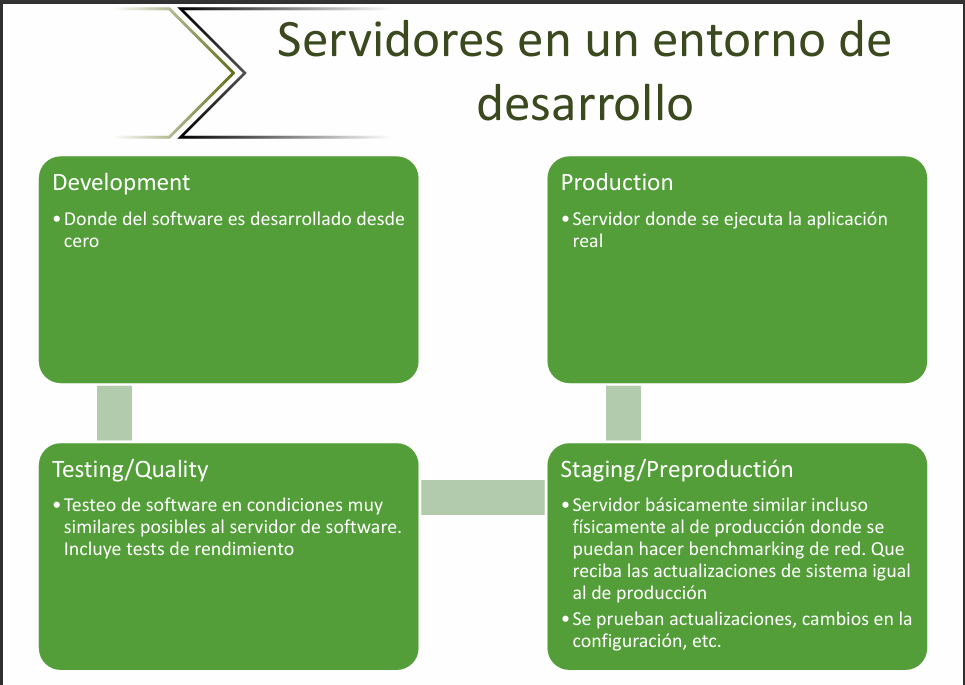 Servidores en un entorno de
desarrollo
Development
•Donde del software es desarrollado desde
cero
Production
•Servidor donde se ejecuta la aplicación
real
Testing/Quality
•Testeo de software en condiciones muy
similares posibles al servidor de software.
Incluye tests de rendimiento
Staging/Preproductión
•Servidor básicamente similar incluso
físicamente al de producción donde se
puedan hacer benchmarking de red. Que
reciba las actualizaciones de sistema igual
al de producción
•Se prueban actualizaciones, cambios en la
configuración, etc.